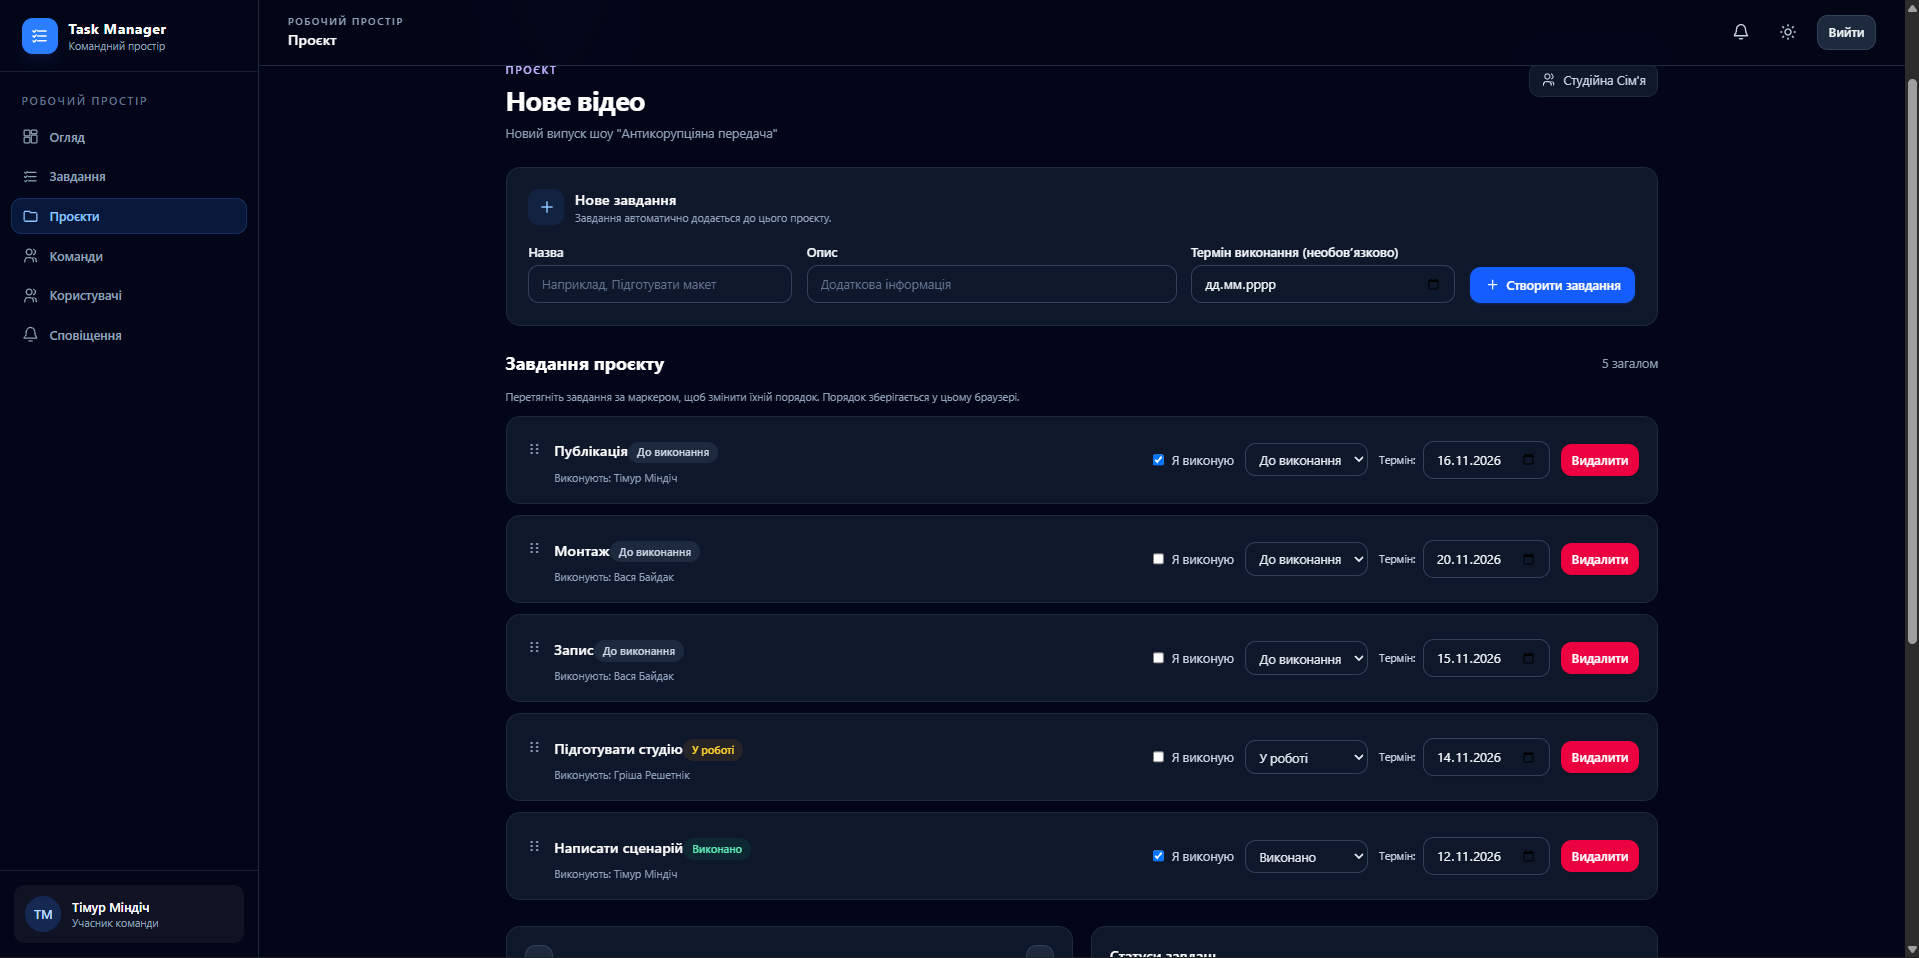 Task Manager
Командний простір
РОБОЧИЙ ПРОСТІР
Огляд
Завдання
Проєкти
Команди
Користувачі
Сповіщення
ТМ
Тімур Міндіч
Учасник команди
РОБОЧИЙ ПРОСТІР
Проєкт
Вийти
ПРОЄКТ
Нове відео
Новий випуск шоу "Антикорупціяна передача"
Студійна Сім'я
Нове завдання
Завдання автоматично додається до цього проєкту.
Назва
Опис
Термін виконання (необов’язково)
Наприклад, Підготувати макет
Додаткова інформація
дд.мм.рррр
Створити завдання
Завдання проєкту
5 загалом
Перетягніть завдання за маркером, щоб змінити їхній порядок. Порядок зберігається у цьому браузері.
Публікація До виконання
Виконують: Тімур Міндіч
Я виконую До виконання Термін: 16.11.2026 Видалити
Монтаж До виконання
Виконують: Вася Байдак
Я виконую До виконання Термін: 20.11.2026 Видалити
Запис До виконання
Виконують: Вася Байдак
Я виконую До виконання Термін: 15.11.2026 Видалити
Підготувати студію У роботі
Виконують: Гріша Решетнік
Я виконую У роботі Термін: 14.11.2026 Видалити
Написати сценарій Виконано
Виконують: Тімур Міндіч
Я виконую Виконано Термін: 12.11.2026 Видалити
Статуси завдань